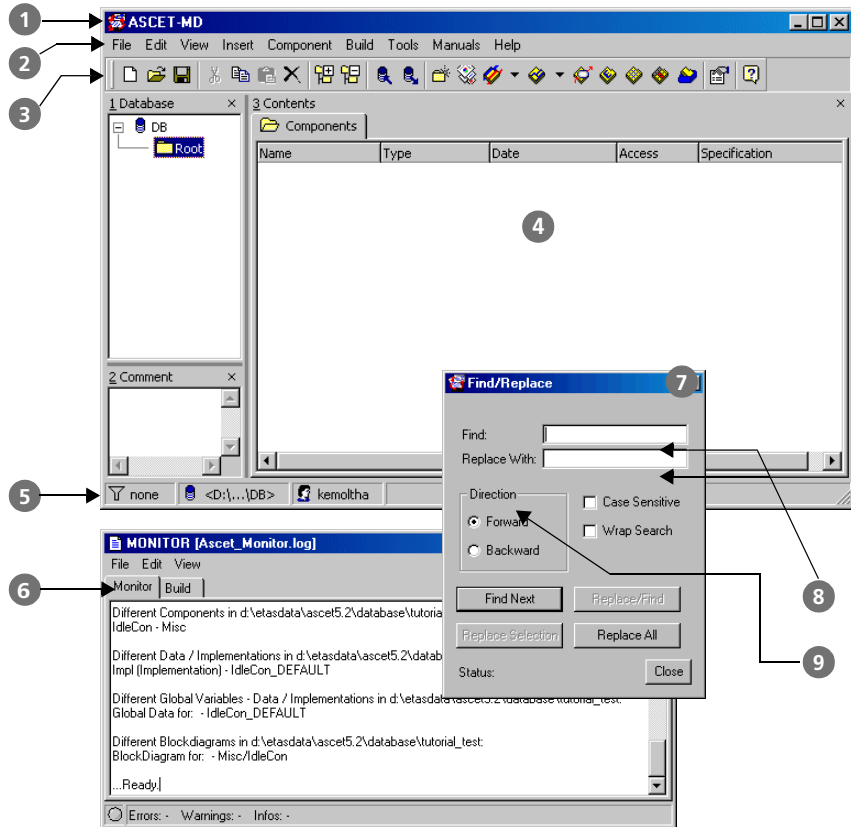 1
ASCET-MD
2
File Edit View Insert Component Build Tools Manuals Help
3
1 Database
3 Contents
DB
Root
Components
Name Type Date Access Specification
4
2 Comment
5
none <D:\...\DB> kemoltha
7
Find/Replace
Find:
Replace With:
Direction
Forward
Backward
Case Sensitive
Wrap Search
Find Next Replace/Find
Replace Selection Replace All
Status: Close
8
9
6
MONITOR [Ascet_Monitor.log]
File Edit View
Monitor Build
Different Components in d:\etasdata\ascet5.2\database\tutoria
IdleCon - Misc
Different Data / Implementations in d:\etasdata\ascet5.2\datab
Impl (Implementation) - IdleCon_DEFAULT
Different Global Variables - Data / Implementations in d:\etasdata\ascet5.2\database\tutorial_test:
Global Data for: - IdleCon_DEFAULT
Different Blockdiagrams in d:\etasdata\ascet5.2\database\tutorial_test:
BlockDiagram for: - Misc/IdleCon
...Ready.
Errors: - Warnings: - Infos: -